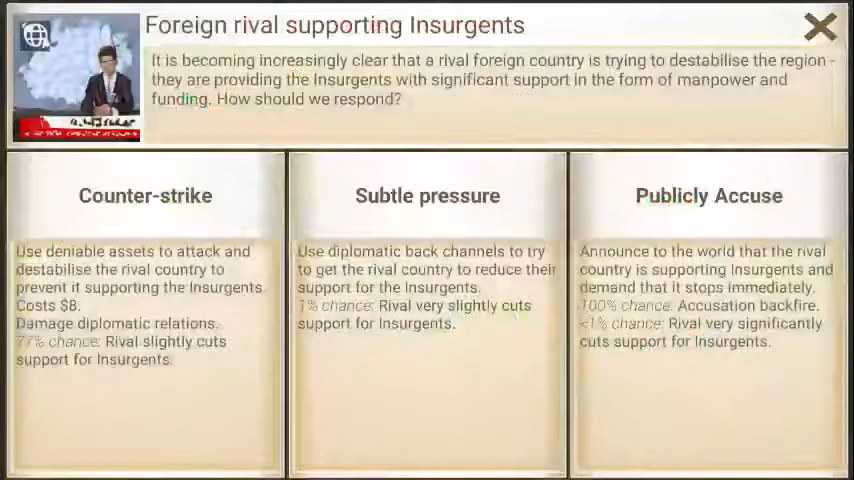 Foreign rival supporting Insurgents
It is becoming increasingly clear that a rival foreign country is trying to destabilise the region -
they are providing the Insurgents with significant support in the form of manpower and
funding. How should we respond?
Counter-strike
Use deniable assets to attack and
destabilise the rival country to
prevent it supporting the Insurgents.
Costs $8.
Damage diplomatic relations.
77% chance: Rival slightly cuts
support for Insurgents.
Subtle pressure
Use diplomatic back channels to try
to get the rival country to reduce their
support for the Insurgents.
1% chance: Rival very slightly cuts
support for Insurgents.
Publicly Accuse
Announce to the world that the rival
country is supporting Insurgents and
demand that it stops immediately.
100% chance: Accusation backfire.
<1% chance: Rival very significantly
cuts support for Insurgents.